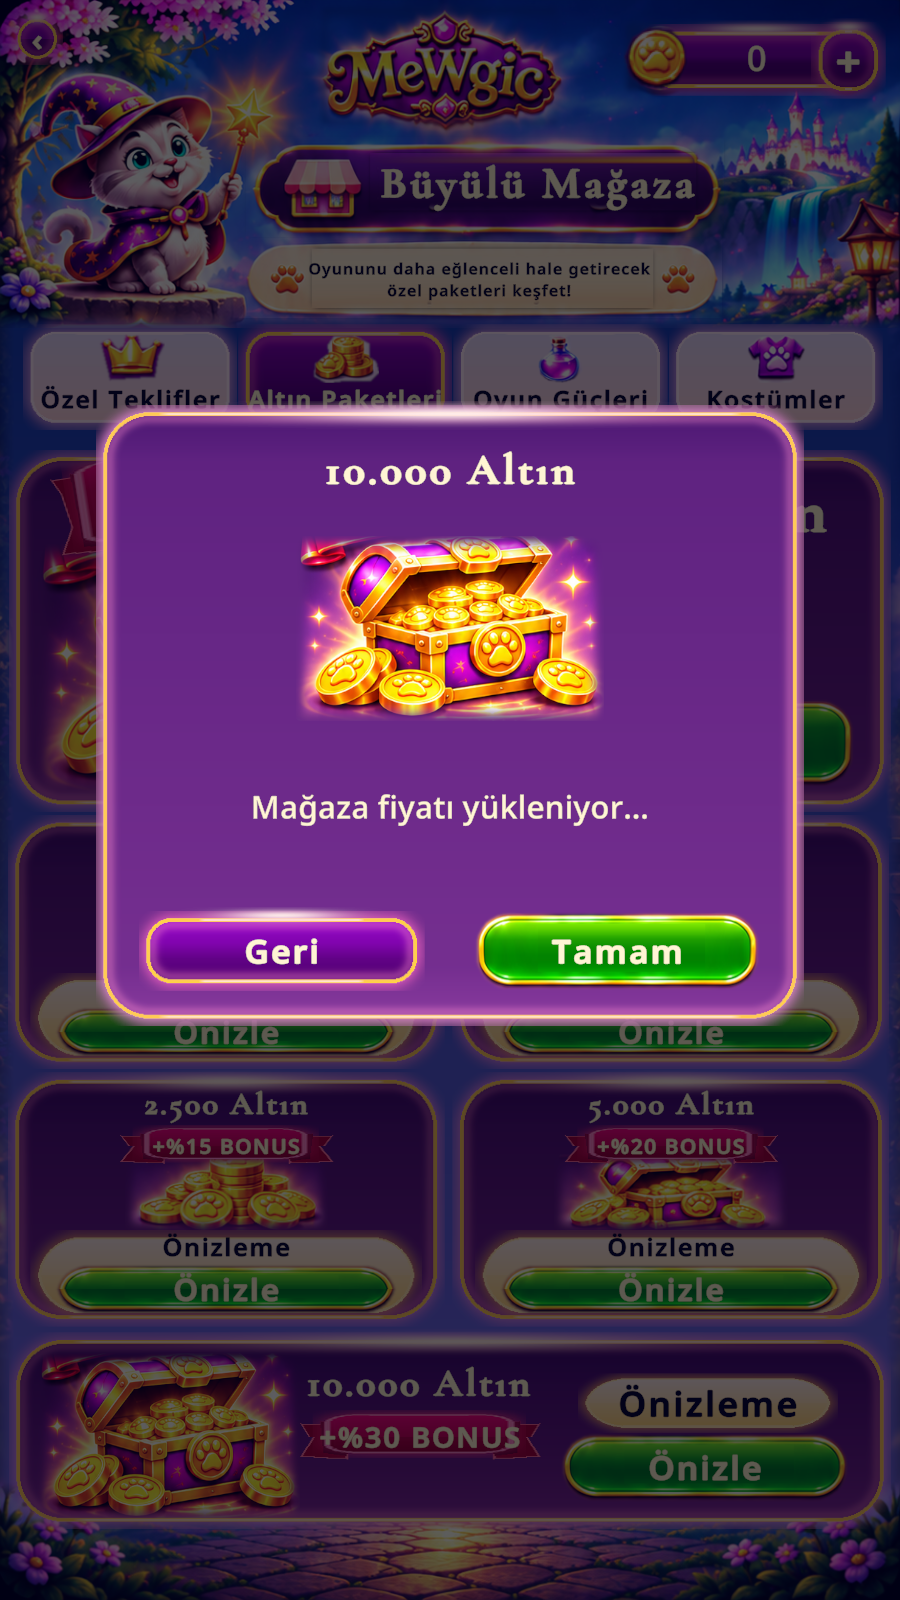 MeWgic
0
Büyülü Mağaza
Oyununu daha eğlenceli hale getirecek
özel paketleri keşfet!
Özel Teklifler
Altın Paketleri
Oyun Güçleri
Kostümler
10.000 Altın
Mağaza fiyatı yükleniyor...
Geri
Tamam
Önizle
Önizle
2.500 Altın
5.000 Altın
+%15 BONUS
+%20 BONUS
Önizleme
Önizleme
Önizle
Önizle
10.000 Altın
+%30 BONUS
Önizleme
Önizle